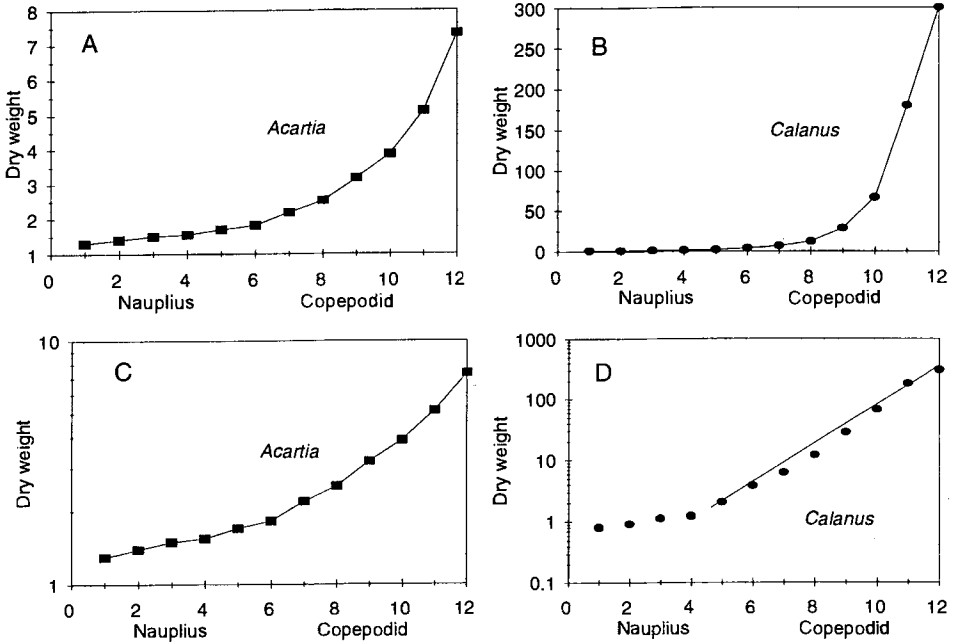 A
Dry weight
8
7
6
5
4
3
2
1
Acartia
0 2 4 6 8 10 12
Nauplius Copepodid
B
Dry weight
300
250
200
150
100
50
0
Calanus
0 2 4 6 8 10 12
Nauplius Copepodid
C
Dry weight
10
1
Acartia
0 2 4 6 8 10 12
Nauplius Copepodid
D
Dry weight
1000
100
10
1
0.1
Calanus
0 2 4 6 8 10 12
Nauplius Copepodid